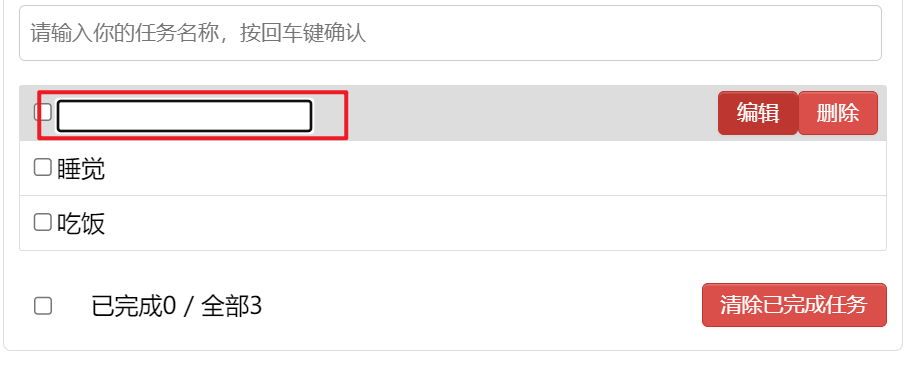 请输入你的任务名称，按回车键确认
编辑 删除
睡觉
吃饭
已完成0 / 全部3 清除已完成任务